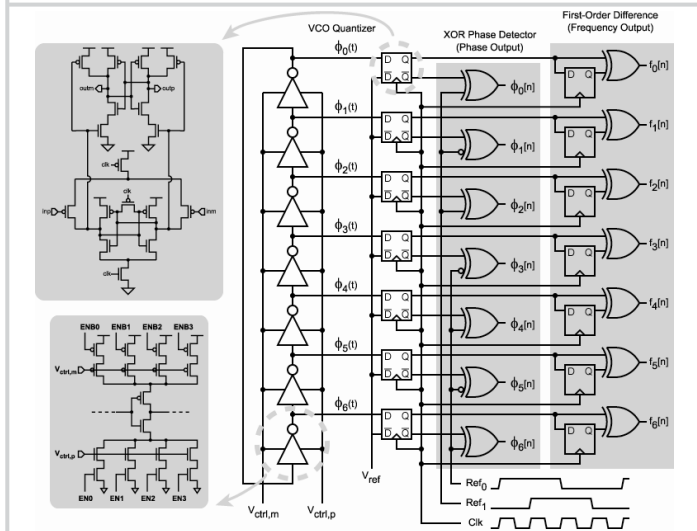 First-Order Difference
(Frequency Output)
VCO Quantizer
XOR Phase Detector
(Phase Output)
ϕ0(t)
D Q
D̅ Q̅
ϕ0[n]
D Q
f0[n]
outm
outp
ϕ1(t)
D Q
D̅ Q̅
ϕ1[n]
D Q
f1[n]
clk
ϕ2(t)
D Q
D̅ Q̅
ϕ2[n]
D Q
f2[n]
clk
inp
inm
ϕ3(t)
D Q
D̅ Q̅
ϕ3[n]
D Q
f3[n]
clk
ϕ4(t)
D Q
D̅ Q̅
ϕ4[n]
D Q
f4[n]
ENB0 ENB1 ENB2 ENB3
Vctrl,m
ϕ5(t)
D Q
D̅ Q̅
ϕ5[n]
D Q
f5[n]
ϕ6(t)
D Q
D̅ Q̅
ϕ6[n]
D Q
f6[n]
Vctrl,p
EN0 EN1 EN2 EN3
Vref
Ref0
Ref1
Clk
Vctrl,m Vctrl,p